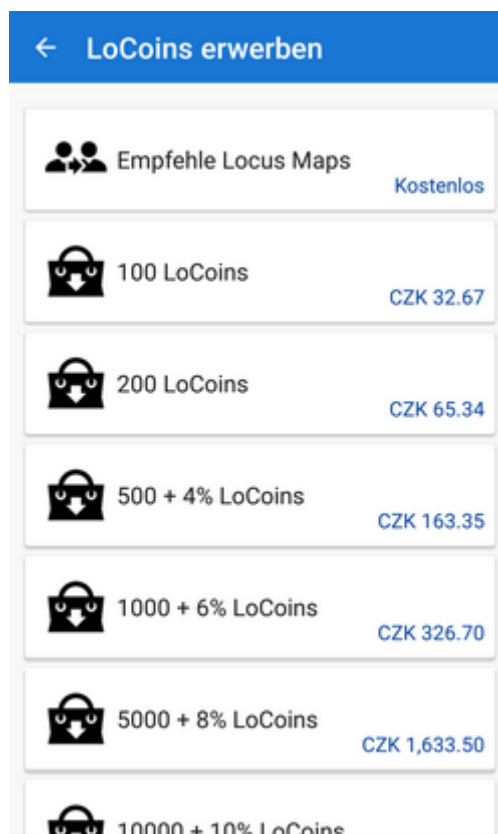 LoCoins erwerben
Empfehle Locus Maps
Kostenlos
100 LoCoins
CZK 32.67
200 LoCoins
CZK 65.34
500 + 4% LoCoins
CZK 163.35
1000 + 6% LoCoins
CZK 326.70
5000 + 8% LoCoins
CZK 1,633.50
10000 + 10% LoCoins